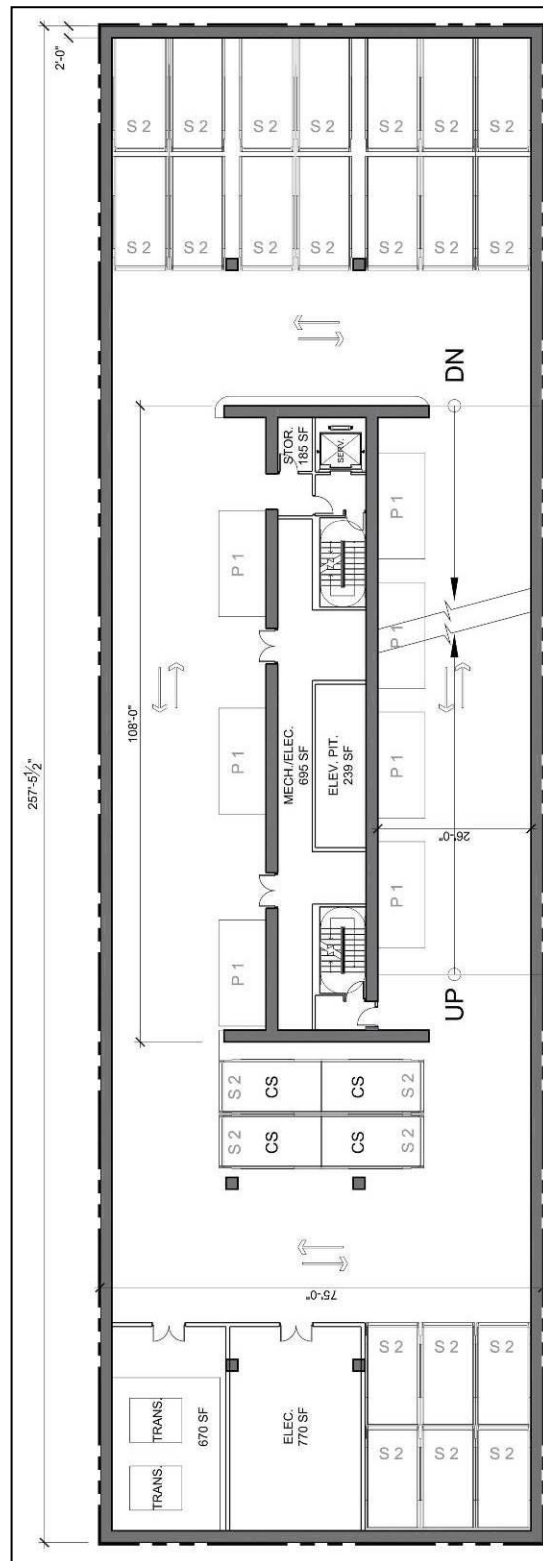 2'-0"
257'-5½"
S 2
S 2
S 2
S 2
S 2
S 2
S 2
S 2
S 2
S 2
S 2
S 2
S 2
S 2
DN
108'-0"
STOR.
185 SF
SERV.
P 1
P 1
P 1
P 1
P 1
P 1
P 1
MECH./ELEC.
695 SF
ELEV. PIT.
239 SF
26'-0"
UP
S 2
CS
CS
S 2
S 2
CS
CS
S 2
75'-0"
TRANS.
TRANS.
670 SF
ELEC.
770 SF
S 2
S 2
S 2
S 2
S 2
S 2